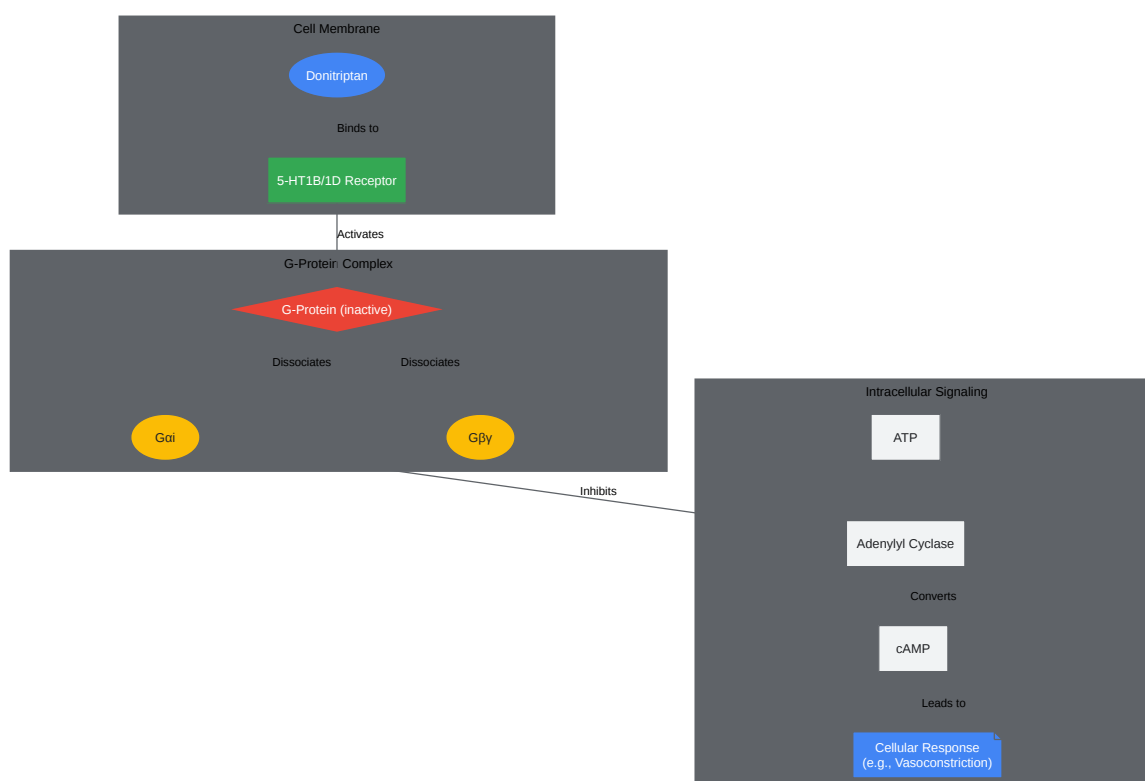 Cell Membrane
Donitriptan
Binds to
5-HT1B/1D Receptor
Activates
G-Protein Complex
G-Protein (inactive)
Dissociates
Dissociates
Gαi
Gβγ
Inhibits
Intracellular Signaling
ATP
Adenylyl Cyclase
Converts
cAMP
Leads to
Cellular Response
(e.g., Vasoconstriction)